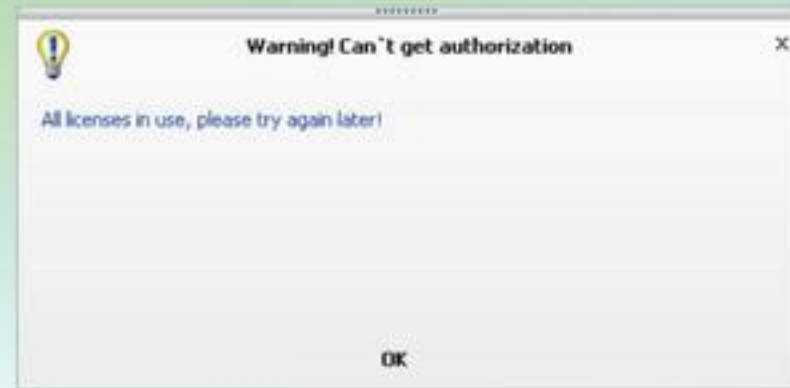 Warning! Can`t get authorization
X
All licenses in use, please try again later!
OK